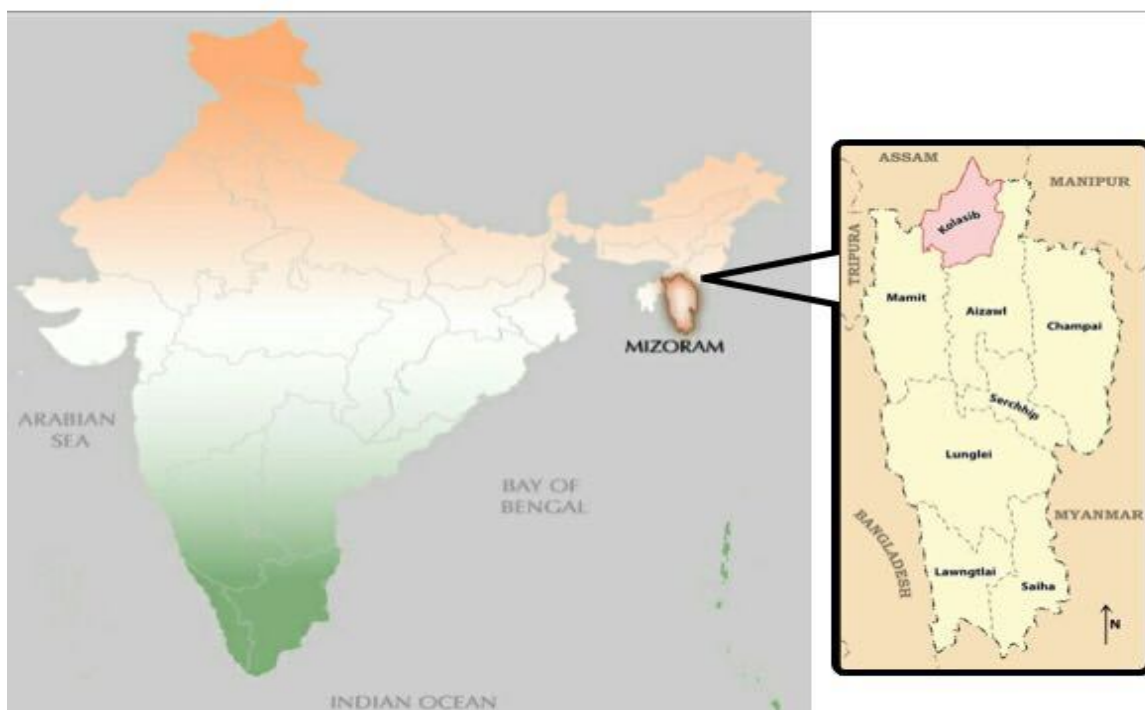 MIZORAM
ARABIAN
SEA
BAY OF
BENGAL
INDIAN OCEAN
ASSAM
MANIPUR
TRIPURA
Kolasib
Mamit
Aizawl
Champai
Serchhip
Lunglei
MYANMAR
BANGLADESH
Lawngtlai
Saiha
N